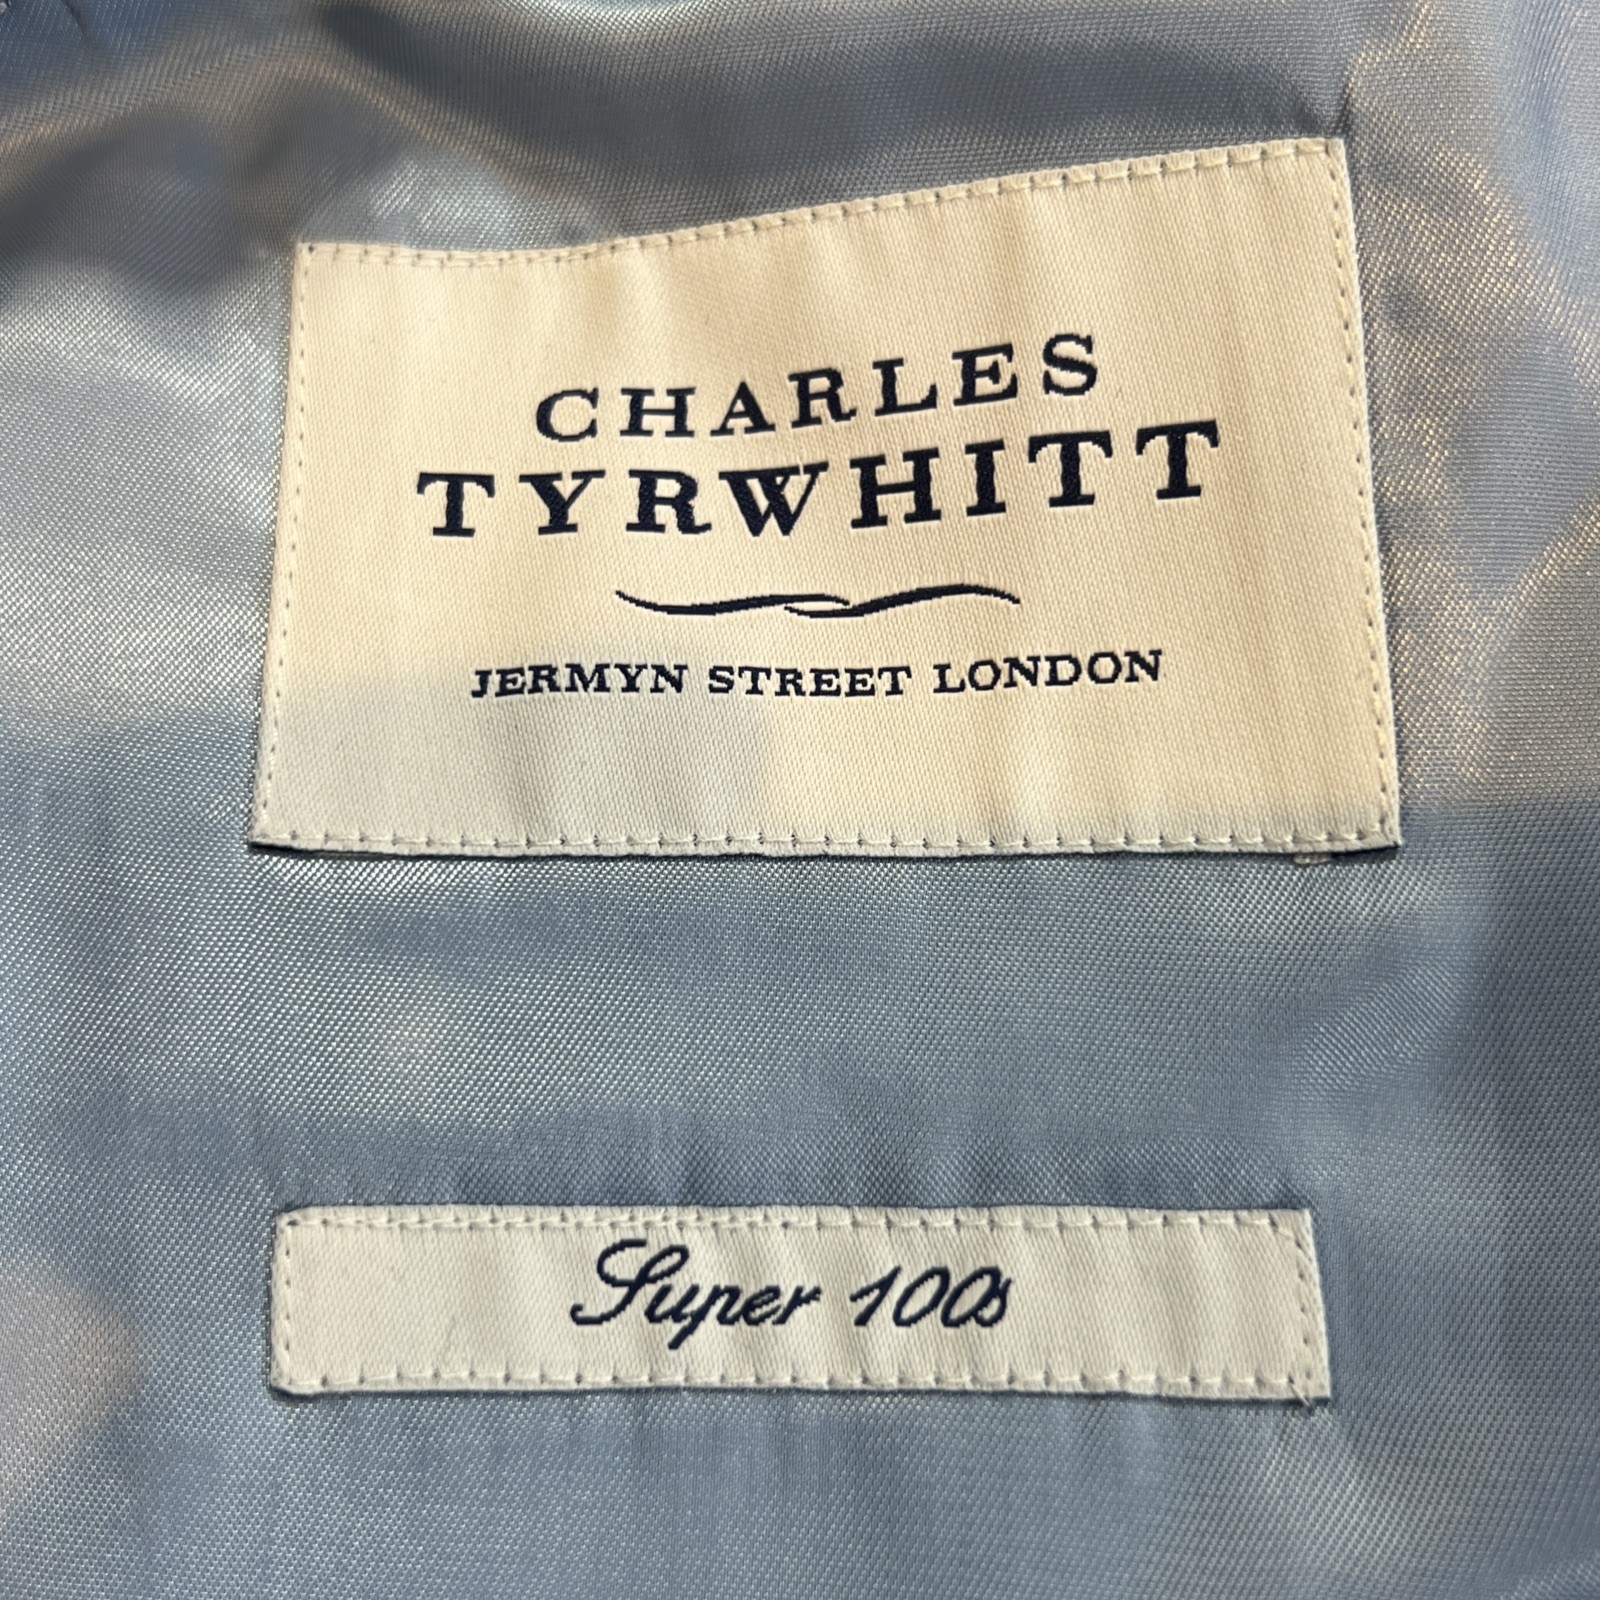 CHARLES
TYRWHITT
JERMYN STREET LONDON
Super 100s